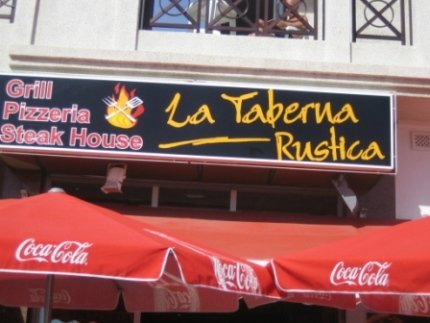 Grill
Pizzeria
Steak House
La Taberna
Rustica
Coca-Cola
Coca-Cola
Coca-Cola